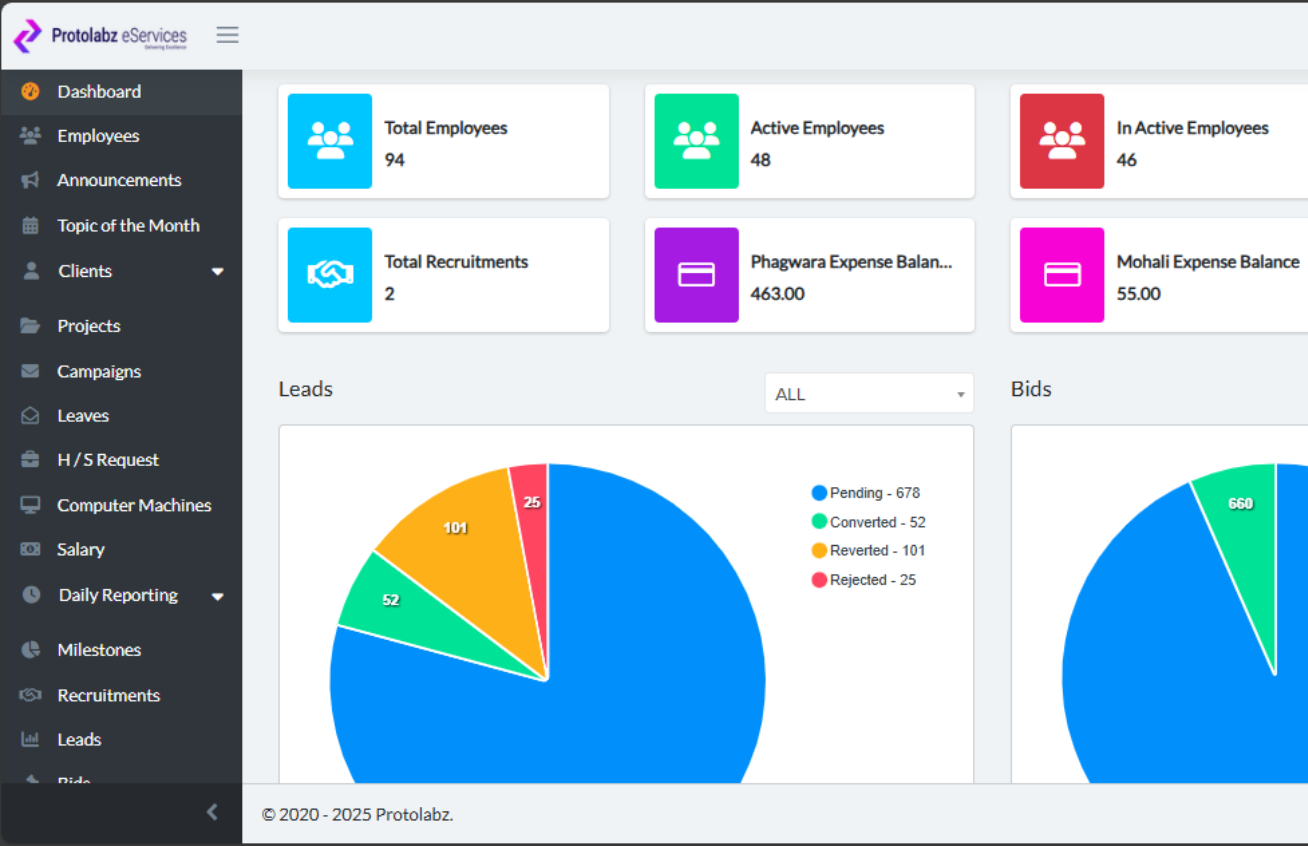 Protolabz eServices
Delivering Excellence
Dashboard
Employees
Announcements
Topic of the Month
Clients
Projects
Campaigns
Leaves
H / S Request
Computer Machines
Salary
Daily Reporting
Milestones
Recruitments
Leads
Bids
Total Employees
94
Active Employees
48
In Active Employees
46
Total Recruitments
2
Phagwara Expense Balan...
463.00
Mohali Expense Balance
55.00
Leads
ALL
25
101
52
Pending - 678
Converted - 52
Reverted - 101
Rejected - 25
Bids
660
© 2020 - 2025 Protolabz.